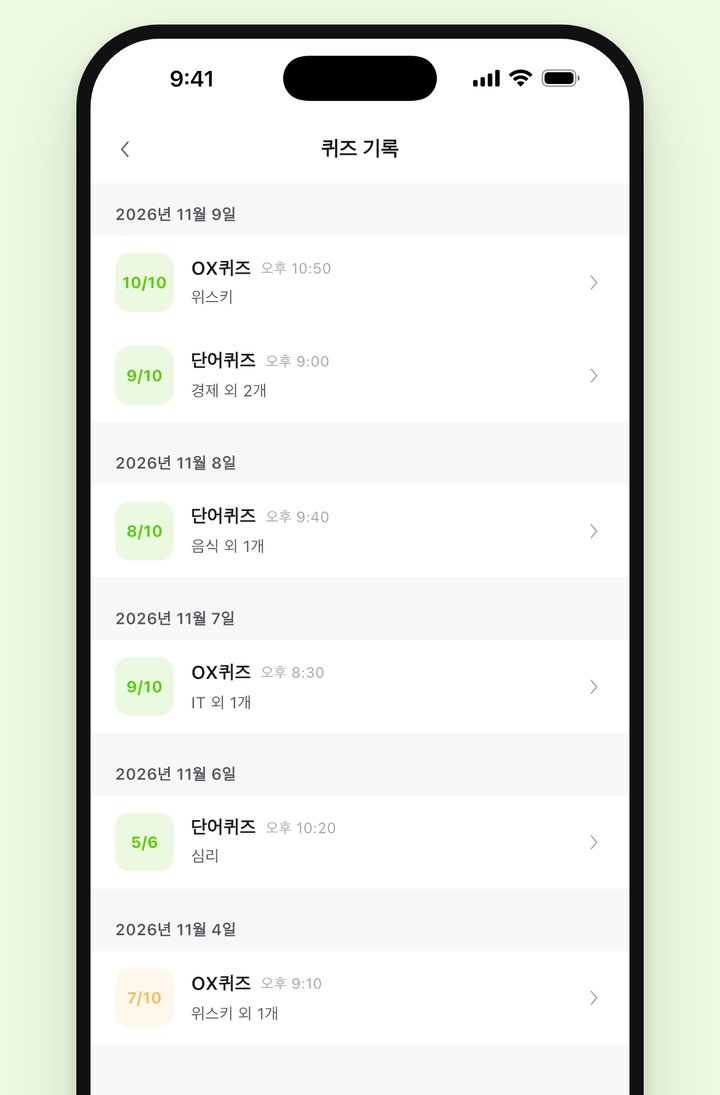 9:41
퀴즈 기록
2026년 11월 9일
10/10
OX퀴즈 오후 10:50
위스키
9/10
단어퀴즈 오후 9:00
경제 외 2개
2026년 11월 8일
8/10
단어퀴즈 오후 9:40
음식 외 1개
2026년 11월 7일
9/10
OX퀴즈 오후 8:30
IT 외 1개
2026년 11월 6일
5/6
단어퀴즈 오후 10:20
심리
2026년 11월 4일
7/10
OX퀴즈 오후 9:10
위스키 외 1개